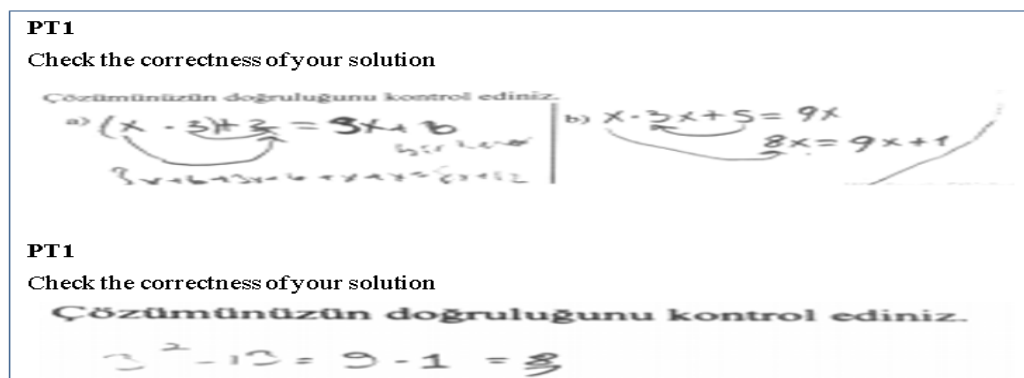 PT1
Check the correctness of your solution
Çözümünüzün doğruluğunu kontrol ediniz.
a) (x - 3)+3 = 3x+6
b) x - 3x + 5 = 9x
8x = 9x + 1
PT1
Check the correctness of your solution
Çözümünüzün doğruluğunu kontrol ediniz.
3² - 13 = 9 - 1 = 8